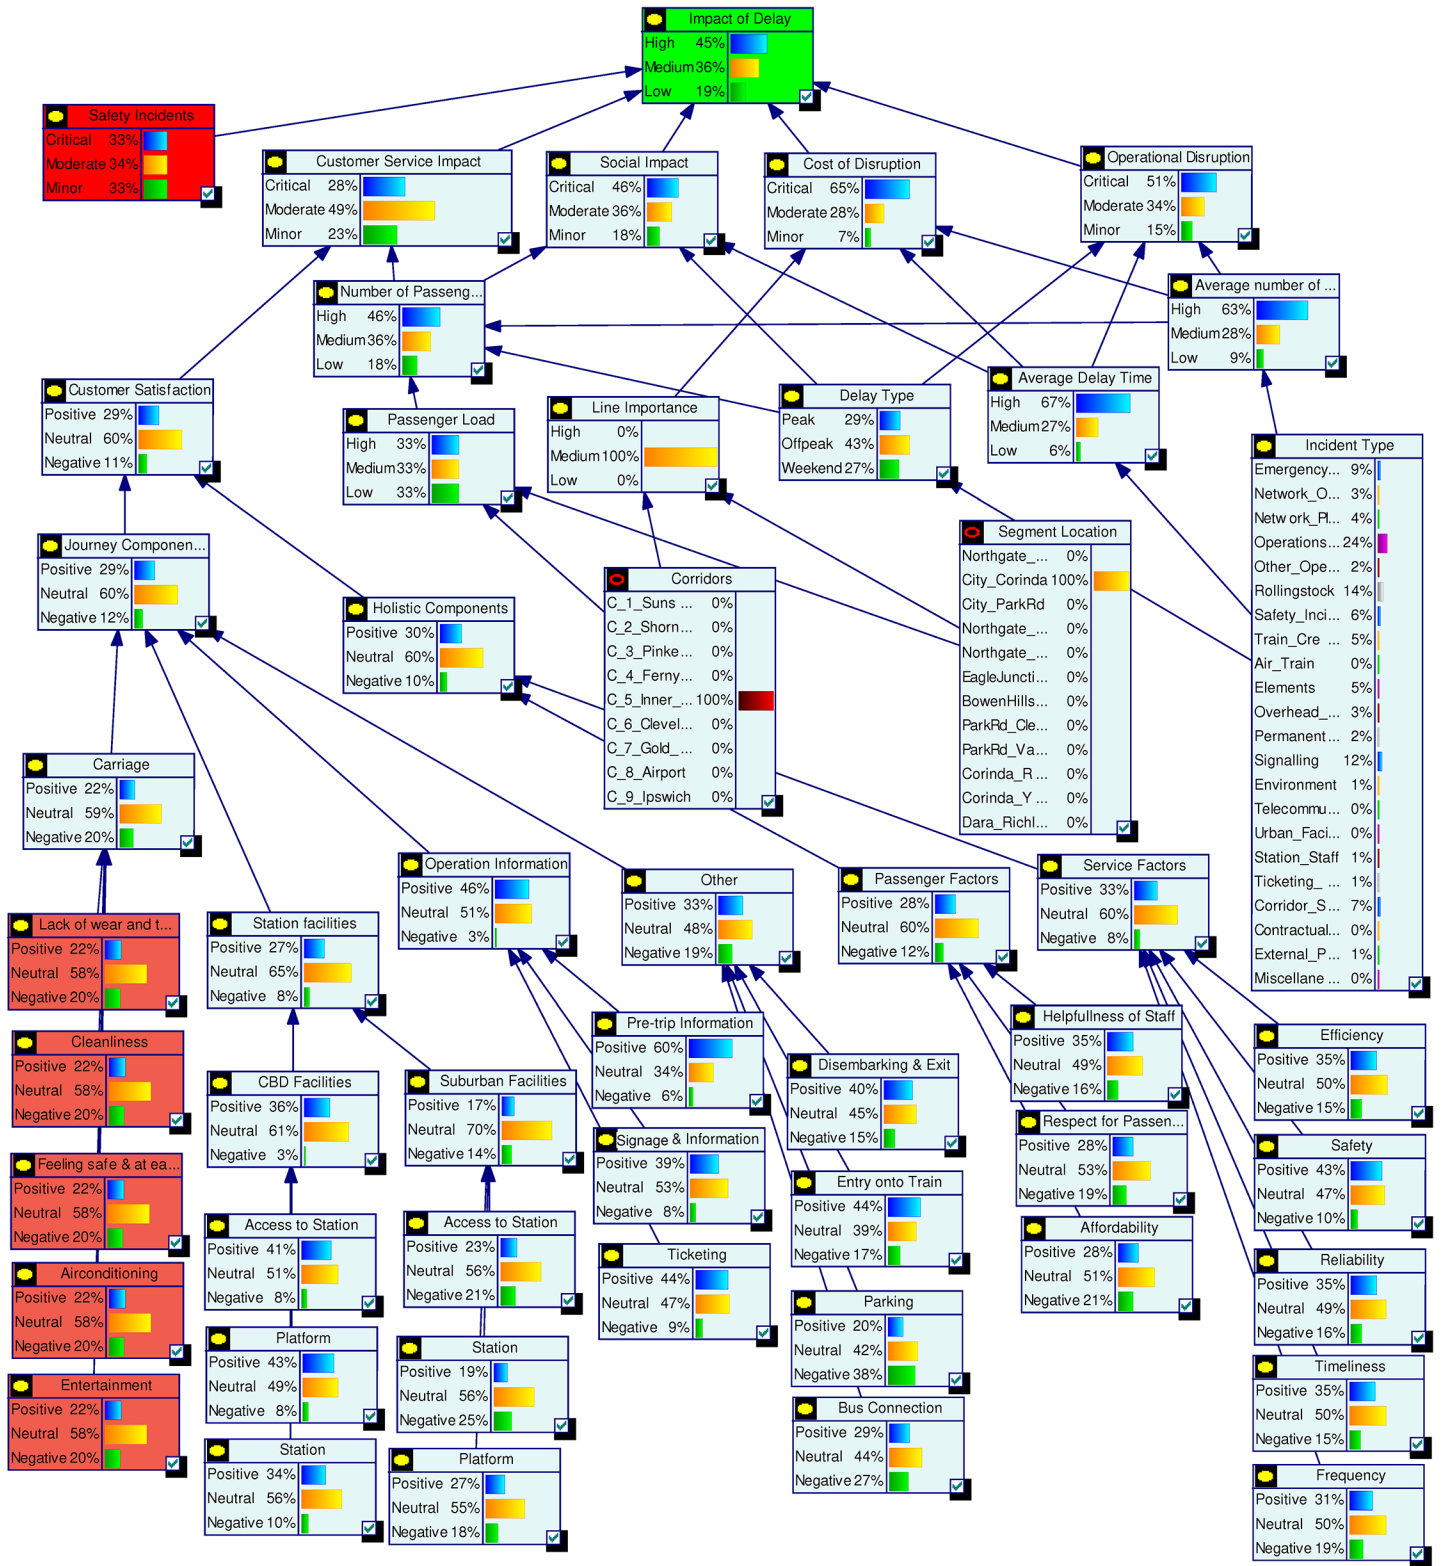 Impact of Delay
High 45%
Medium 36%
Low 19%
Safety Incidents
Critical 33%
Moderate 34%
Minor 33%
Customer Service Impact
Critical 28%
Moderate 49%
Minor 23%
Social Impact
Critical 46%
Moderate 36%
Minor 18%
Cost of Disruption
Critical 65%
Moderate 28%
Minor 7%
Operational Disruption
Critical 51%
Moderate 34%
Minor 15%
Number of Passeng...
High 46%
Medium 36%
Low 18%
Average number of ...
High 63%
Medium 28%
Low 9%
Customer Satisfaction
Positive 29%
Neutral 60%
Negative 11%
Passenger Load
High 33%
Medium 33%
Low 33%
Line Importance
High 0%
Medium 100%
Low 0%
Delay Type
Peak 29%
Offpeak 43%
Weekend 27%
Average Delay Time
High 67%
Medium 27%
Low 6%
Incident Type
Emergency... 9%
Network_O... 3%
Network_Pl... 4%
Operations... 24%
Other_Ope... 2%
Rollingstock 14%
Safety_Inci... 6%
Train_Cre ... 5%
Air_Train 0%
Elements 5%
Overhead_... 3%
Permanent... 2%
Signalling 12%
Environment 1%
Telecommu... 0%
Urban_Faci... 0%
Station_Staff 1%
Ticketing_ ... 1%
Corridor_S... 7%
Contractual... 0%
External_P... 1%
Miscellane ... 0%
Journey Componen...
Positive 29%
Neutral 60%
Negative 12%
Holistic Components
Positive 30%
Neutral 60%
Negative 10%
Corridors
C_1_Suns ... 0%
C_2_Shorn... 0%
C_3_Pinke... 0%
C_4_Ferny... 0%
C_5_Inner_... 100%
C_6_Clevel... 0%
C_7_Gold_... 0%
C_8_Airport 0%
C_9_Ipswich 0%
Segment Location
Northgate_... 0%
City_Corinda 100%
City_ParkRd 0%
Northgate_... 0%
Northgate_... 0%
EagleJuncti... 0%
BowenHills... 0%
ParkRd_Cle... 0%
ParkRd_Va... 0%
Corinda_R ... 0%
Corinda_Y ... 0%
Dara_Richl... 0%
Carriage
Positive 22%
Neutral 59%
Negative 20%
Operation Information
Positive 46%
Neutral 51%
Negative 3%
Other
Positive 33%
Neutral 48%
Negative 19%
Passenger Factors
Positive 28%
Neutral 60%
Negative 12%
Service Factors
Positive 33%
Neutral 60%
Negative 8%
Lack of wear and t...
Positive 22%
Neutral 58%
Negative 20%
Station facilities
Positive 27%
Neutral 65%
Negative 8%
Cleanliness
Positive 22%
Neutral 58%
Negative 20%
CBD Facilities
Positive 36%
Neutral 61%
Negative 3%
Suburban Facilities
Positive 17%
Neutral 70%
Negative 14%
Pre-trip Information
Positive 60%
Neutral 34%
Negative 6%
Disembarking & Exit
Positive 40%
Neutral 45%
Negative 15%
Helpfullness of Staff
Positive 35%
Neutral 49%
Negative 16%
Efficiency
Positive 35%
Neutral 50%
Negative 15%
Feeling safe & at ea...
Positive 22%
Neutral 58%
Negative 20%
Signage & Information
Positive 39%
Neutral 53%
Negative 8%
Respect for Passen...
Positive 28%
Neutral 53%
Negative 19%
Safety
Positive 43%
Neutral 47%
Negative 10%
Access to Station
Positive 41%
Neutral 51%
Negative 8%
Access to Station
Positive 23%
Neutral 56%
Negative 21%
Entry onto Train
Positive 44%
Neutral 39%
Negative 17%
Affordability
Positive 28%
Neutral 51%
Negative 21%
Airconditioning
Positive 22%
Neutral 58%
Negative 20%
Ticketing
Positive 44%
Neutral 47%
Negative 9%
Reliability
Positive 35%
Neutral 49%
Negative 16%
Platform
Positive 43%
Neutral 49%
Negative 8%
Station
Positive 19%
Neutral 56%
Negative 25%
Parking
Positive 20%
Neutral 42%
Negative 38%
Timeliness
Positive 35%
Neutral 50%
Negative 15%
Entertainment
Positive 22%
Neutral 58%
Negative 20%
Station
Positive 34%
Neutral 56%
Negative 10%
Platform
Positive 27%
Neutral 55%
Negative 18%
Bus Connection
Positive 29%
Neutral 44%
Negative 27%
Frequency
Positive 31%
Neutral 50%
Negative 19%